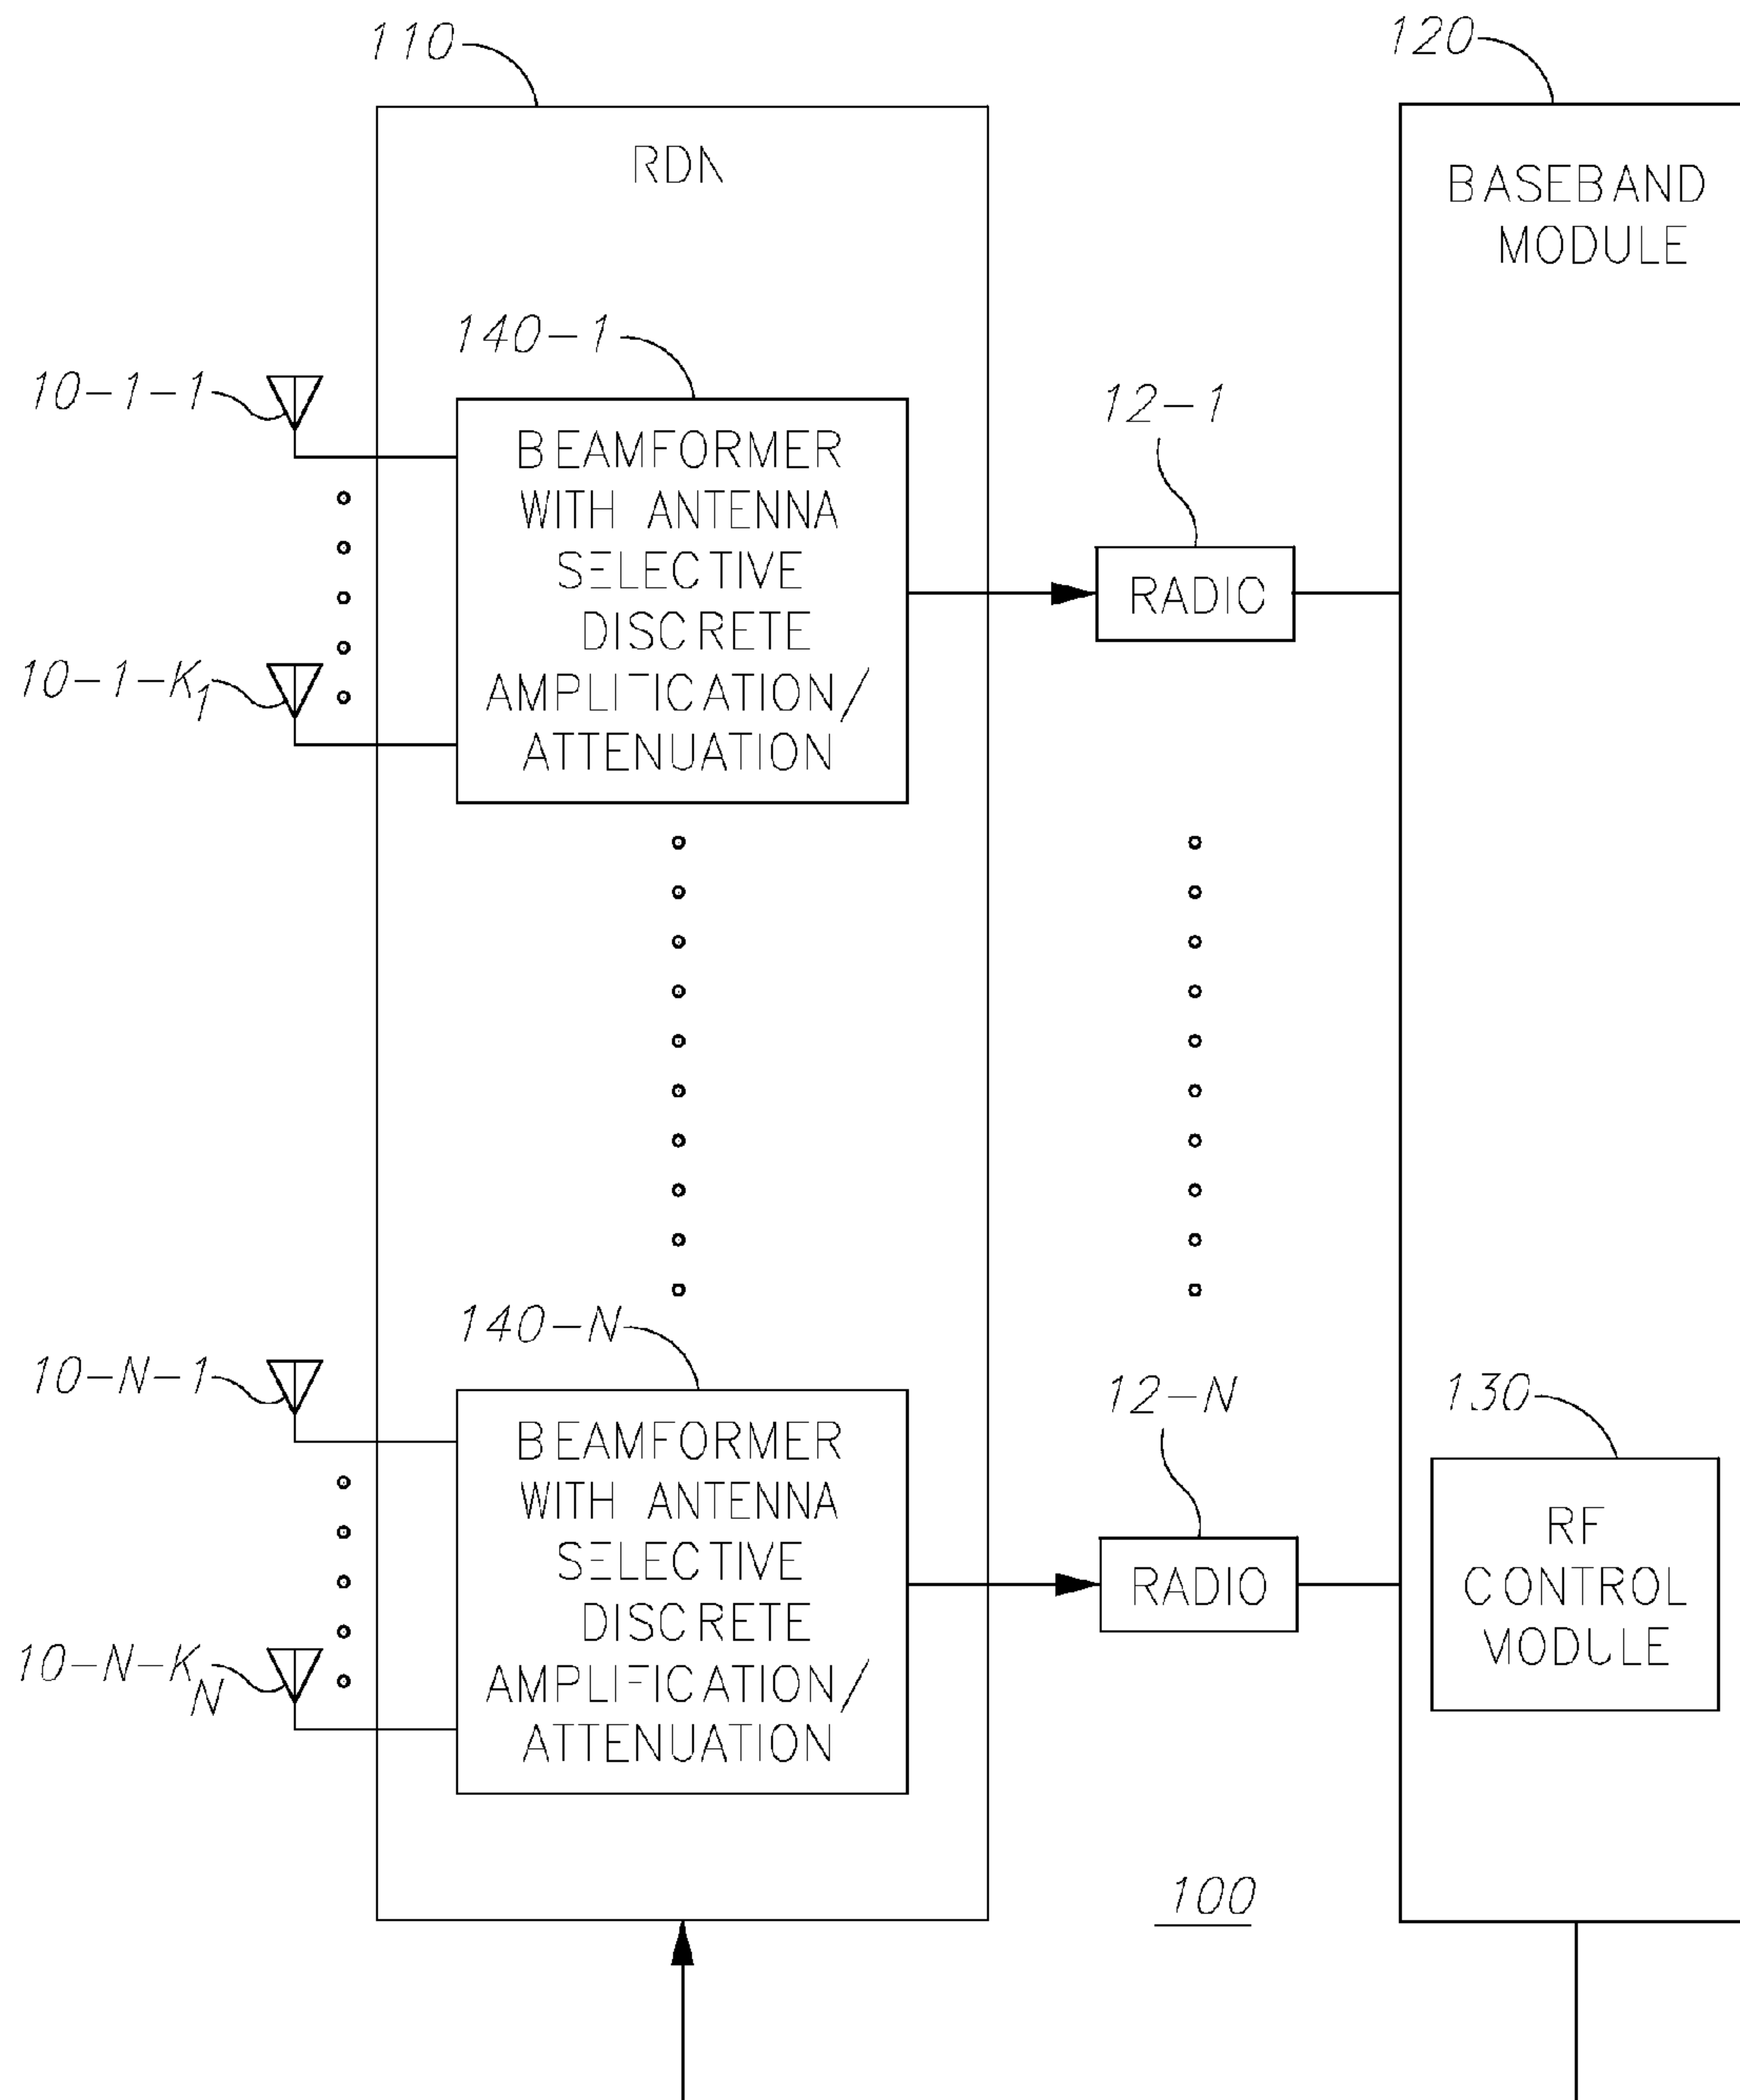 110
120
RDN
BASEBAND
MODULE
140-1
10-1-1
12-1
BEAMFORMER
WITH ANTENNA
SELECTIVE
DISCRETE
AMPLIFICATION/
ATTENUATION
RADIO
10-1-K1
140-N
10-N-1
12-N
130
BEAMFORMER
WITH ANTENNA
SELECTIVE
DISCRETE
AMPLIFICATION/
ATTENUATION
RADIO
RF
CONTROL
MODULE
10-N-KN
100